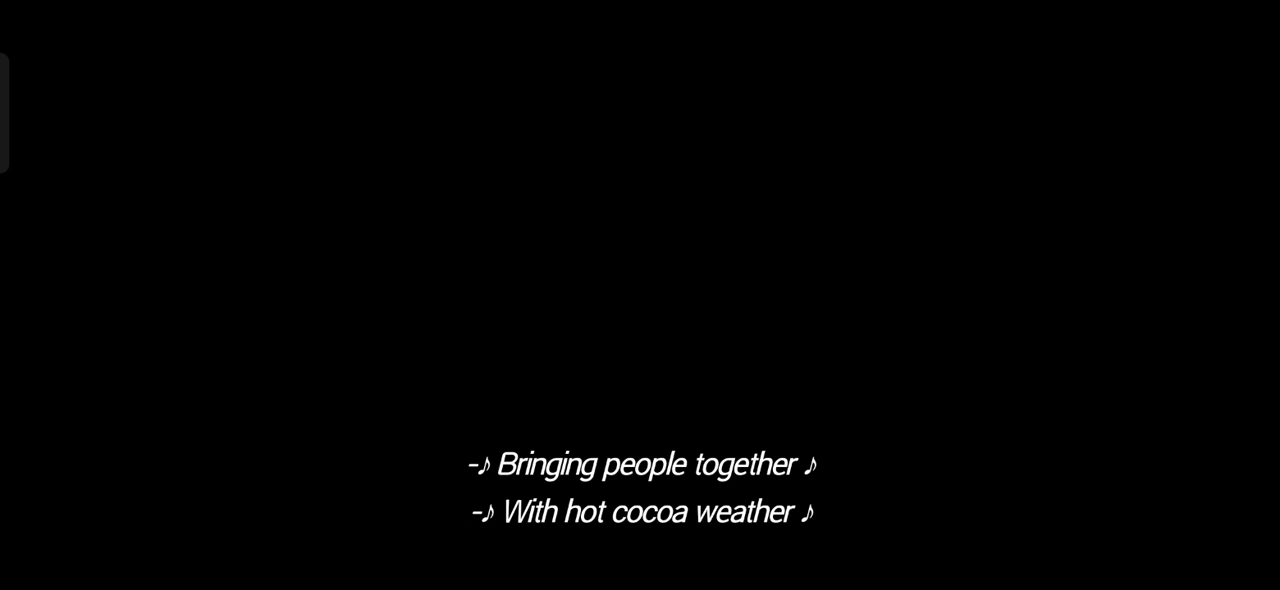 -♪ Bringing people together ♪
-♪ With hot cocoa weather ♪